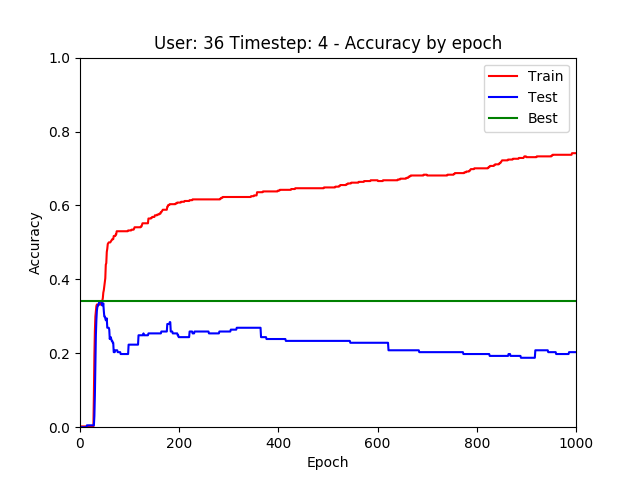 User: 36 Timestep: 4 - Accuracy by epoch
1.0
0.8
0.6
0.4
0.2
0.0
Accuracy
Train
Test
Best
0 200 400 600 800 1000
Epoch